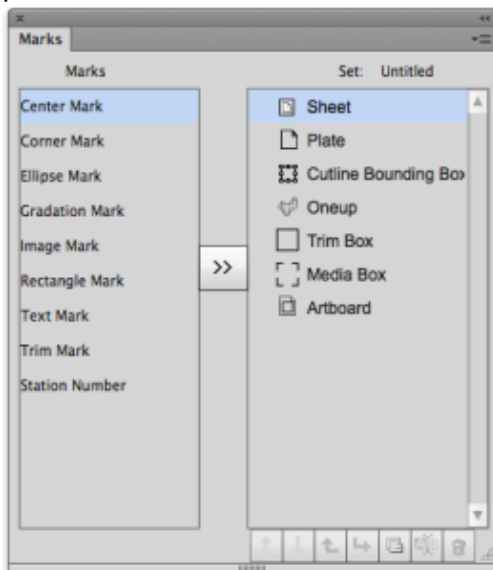 Marks
Marks
Set: Untitled
Center Mark
Corner Mark
Ellipse Mark
Gradation Mark
Image Mark
Rectangle Mark
Text Mark
Trim Mark
Station Number
>>
Sheet
Plate
Cutline Bounding Box
Oneup
Trim Box
Media Box
Artboard